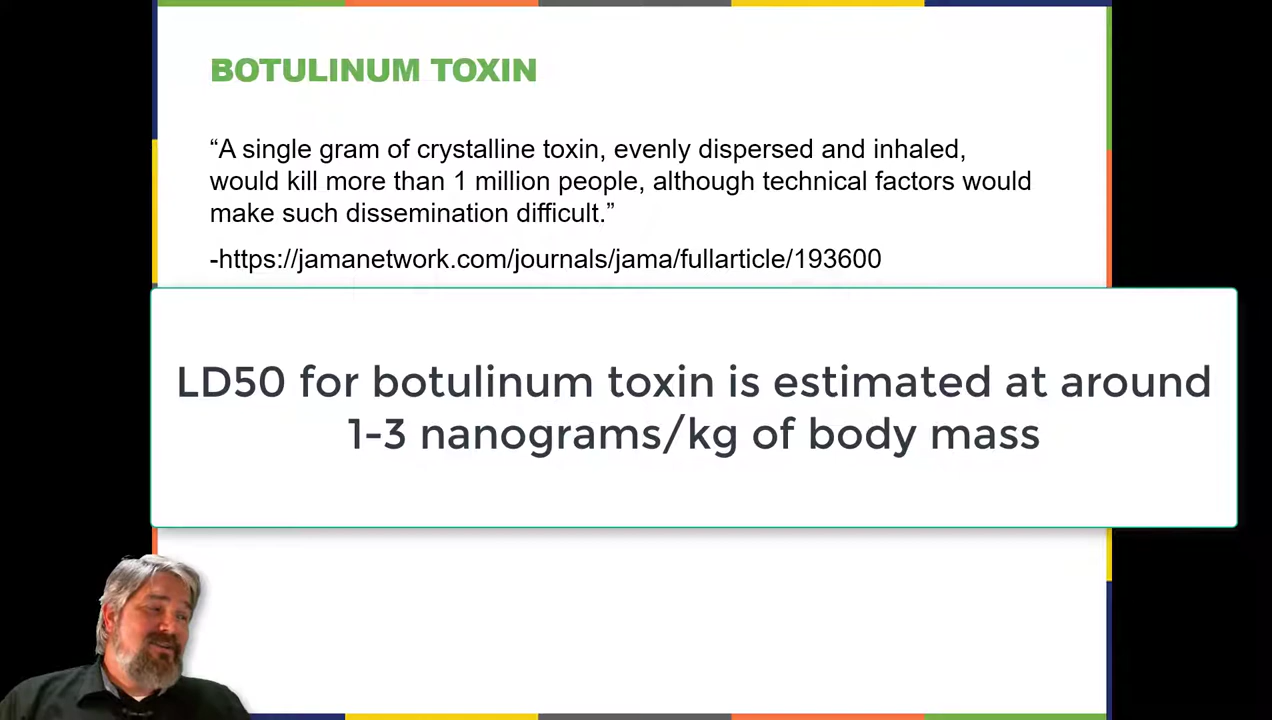 BOTULINUM TOXIN
“A single gram of crystalline toxin, evenly dispersed and inhaled,
would kill more than 1 million people, although technical factors would
make such dissemination difficult.”
-https://jamanetwork.com/journals/jama/fullarticle/193600
LD50 for botulinum toxin is estimated at around
1-3 nanograms/kg of body mass